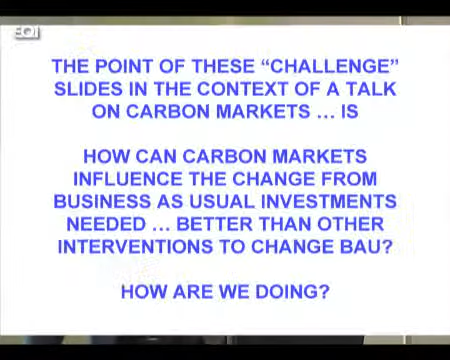 EOI
THE POINT OF THESE “CHALLENGE”
SLIDES IN THE CONTEXT OF A TALK
ON CARBON MARKETS … IS
HOW CAN CARBON MARKETS
INFLUENCE THE CHANGE FROM
BUSINESS AS USUAL INVESTMENTS
NEEDED … BETTER THAN OTHER
INTERVENTIONS TO CHANGE BAU?
HOW ARE WE DOING?